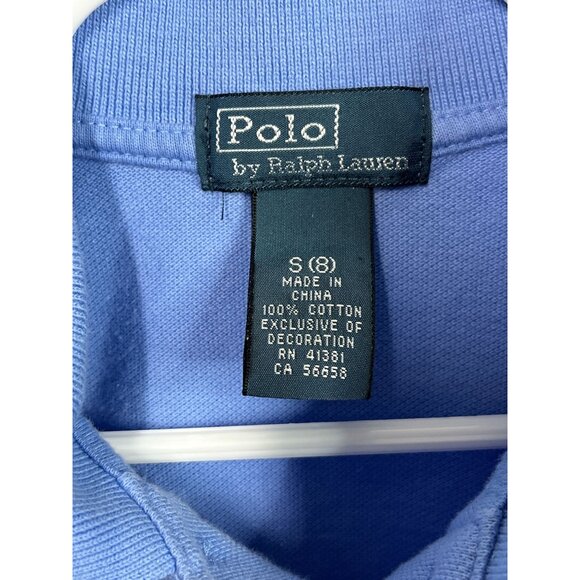 Polo
by Ralph Lauren
S (8)
MADE IN
CHINA
100% COTTON
EXCLUSIVE OF
DECORATION
RN 41381
CA 56658